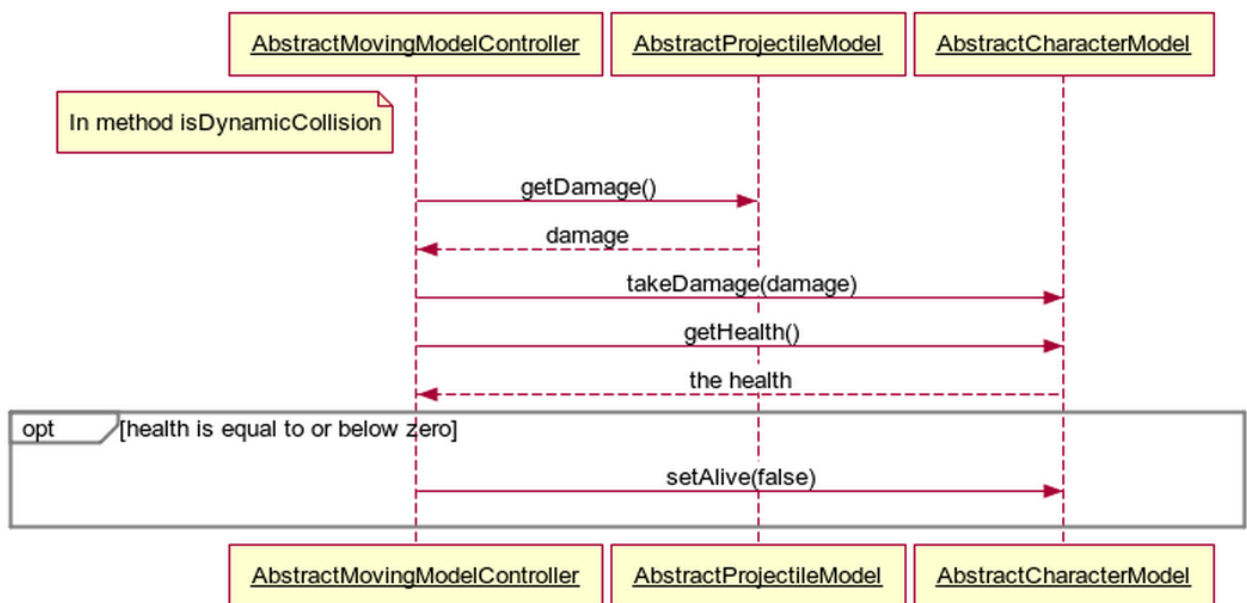 AbstractMovingModelController AbstractProjectileModel AbstractCharacterModel
In method isDynamicCollision
getDamage()
damage
takeDamage(damage)
getHealth()
the health
opt [health is equal to or below zero]
setAlive(false)
AbstractMovingModelController AbstractProjectileModel AbstractCharacterModel